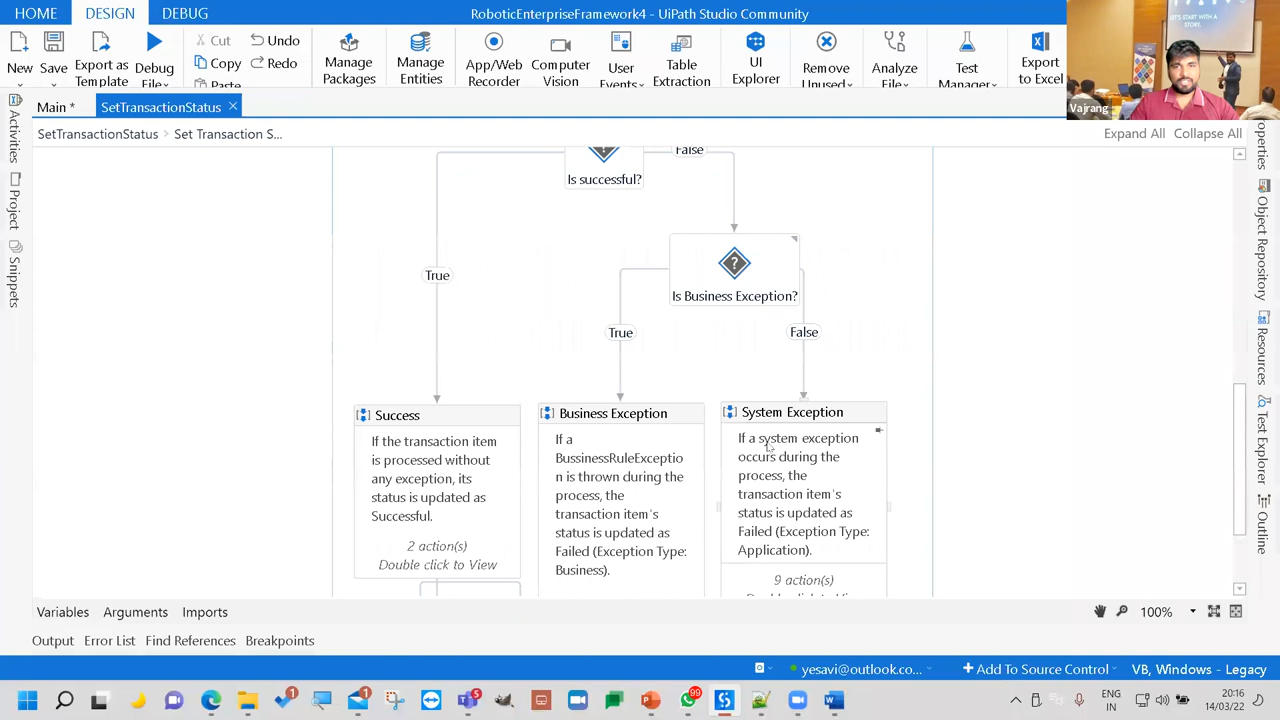 HOME DESIGN DEBUG
RoboticEnterpriseFramework4 - UiPath Studio Community
LET'S START WITH A
STORY.
New
Save
Export as
Template
Debug
File
Cut
Copy
Paste
Undo
Redo
Manage
Packages
Manage
Entities
App/Web
Recorder
Computer
Vision
User
Events
Table
Extraction
UI
Explorer
Remove
Unused
Analyze
File
Test
Manager
Export
to Excel
Vajrang
Main * SetTransactionStatus
SetTransactionStatus > Set Transaction S...
Expand All Collapse All
Activities
Project
Snippets
Properties
Object Repository
Resources
Test Explorer
Outline
Is successful?
False
True
Is Business Exception?
True
False
Success
If the transaction item
is processed without
any exception, its
status is updated as
Successful.
2 action(s)
Double click to View
Business Exception
If a
BussinessRuleExceptio
n is thrown during the
process, the
transaction item's
status is updated as
Failed (Exception Type:
Business).
System Exception
If a system exception
occurs during the
process, the
transaction item's
status is updated as
Failed (Exception Type:
Application).
9 action(s)
Variables Arguments Imports
100%
Output Error List Find References Breakpoints
yesavi@outlook.co...
Add To Source Control
VB, Windows - Legacy
1
1
5
99
ENG
IN
20:16
14/03/22